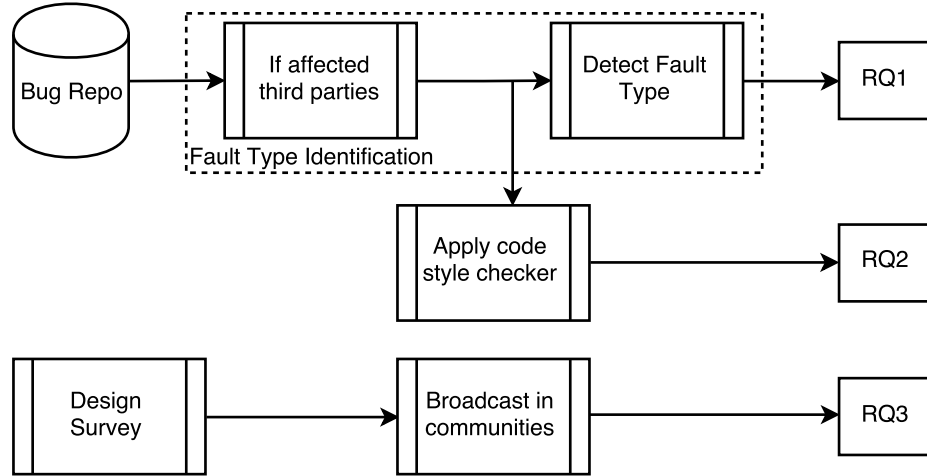 Bug Repo
If affected
third parties
Detect Fault
Type
RQ1
Fault Type Identification
Apply code
style checker
RQ2
Design
Survey
Broadcast in
communities
RQ3